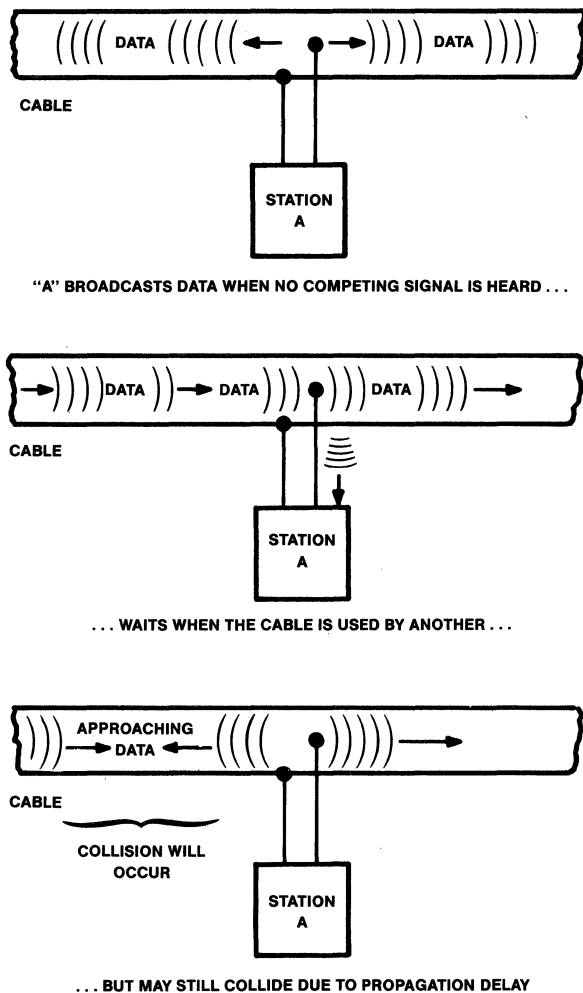 DATA DATA
CABLE
STATION
A
"A" BROADCASTS DATA WHEN NO COMPETING SIGNAL IS HEARD . . .
DATA DATA DATA
CABLE
STATION
A
. . . WAITS WHEN THE CABLE IS USED BY ANOTHER . . .
APPROACHING
DATA
CABLE
COLLISION WILL
OCCUR
STATION
A
. . . BUT MAY STILL COLLIDE DUE TO PROPAGATION DELAY